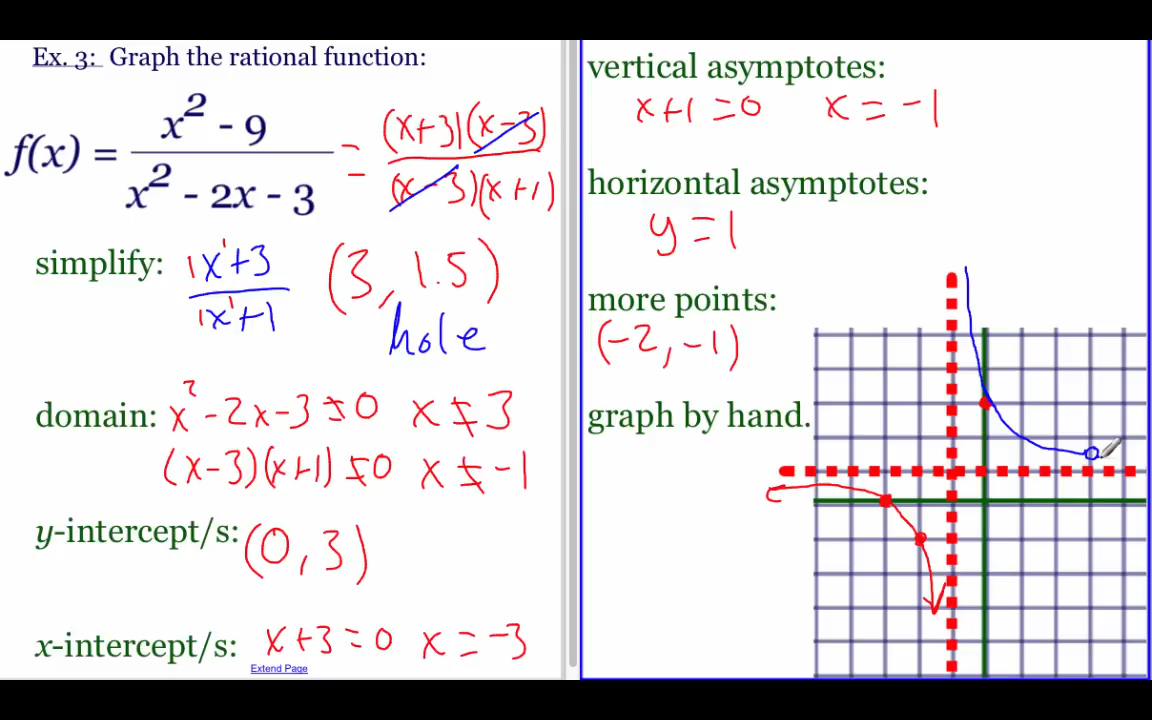 Ex. 3: Graph the rational function:
f(x) = x² - 9 / x² - 2x - 3 = (x+3)(x-3) / (x-3)(x+1)
simplify: 1x¹+3 / 1x¹+1 (3, 1.5)
hole
domain: x²-2x-3≠0 x≠3
(x-3)(x+1)≠0 x≠-1
y-intercept/s: (0, 3)
x-intercept/s: x+3=0 x=-3
Extend Page
vertical asymptotes:
x+1=0 x=-1
horizontal asymptotes:
y=1
more points:
(-2, -1)
graph by hand.